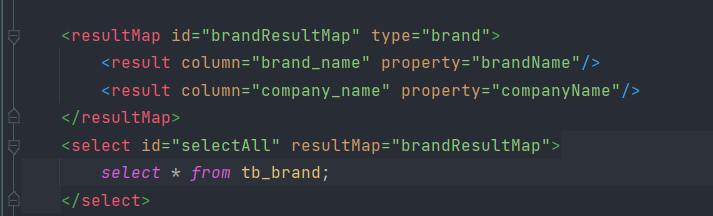 <resultMap id="brandResultMap" type="brand">
<result column="brand_name" property="brandName"/>
<result column="company_name" property="companyName"/>
</resultMap>
<select id="selectAll" resultMap="brandResultMap">
select * from tb_brand;
</select>